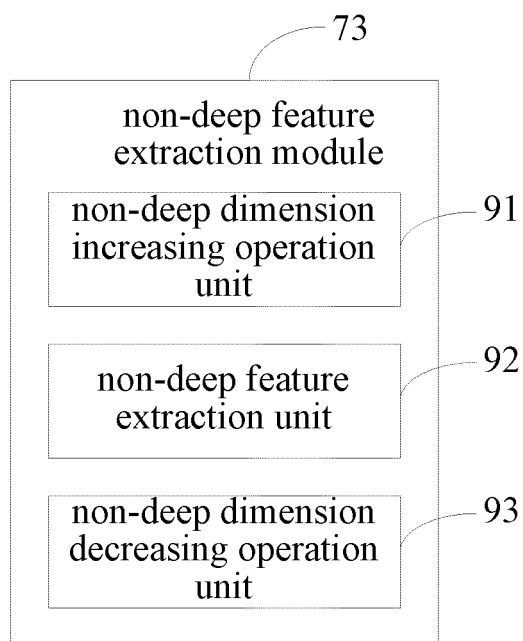 73
non-deep feature
extraction module
non-deep dimension
increasing operation
unit
91
non-deep feature
extraction unit
92
non-deep dimension
decreasing operation
unit
93